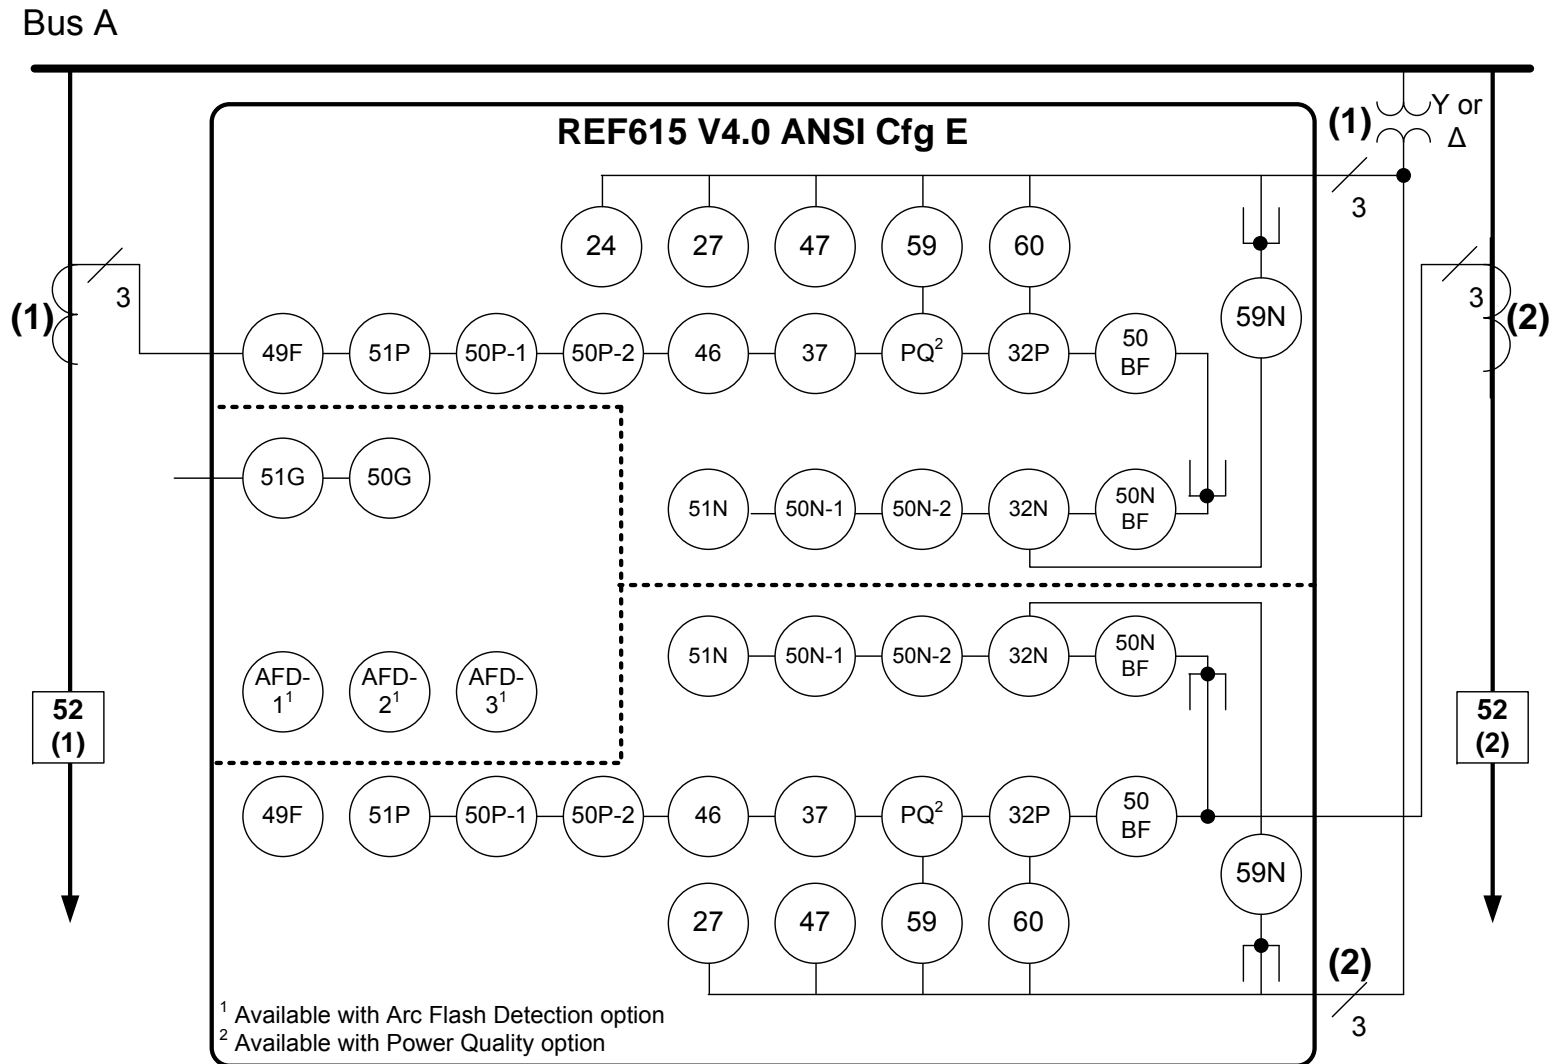 Bus A
REF615 V4.0 ANSI Cfg E
(1)
Y or
Δ
3
24
27
47
59
60
59N
3
(1)
3
(2)
49F
51P
50P-1
50P-2
46
37
PQ²
32P
50
BF
51G
50G
51N
50N-1
50N-2
32N
50N
BF
51N
50N-1
50N-2
32N
50N
BF
AFD-
1¹
AFD-
2¹
AFD-
3¹
52
(1)
52
(2)
49F
51P
50P-1
50P-2
46
37
PQ²
32P
50
BF
59N
27
47
59
60
(2)
3
¹ Available with Arc Flash Detection option
² Available with Power Quality option